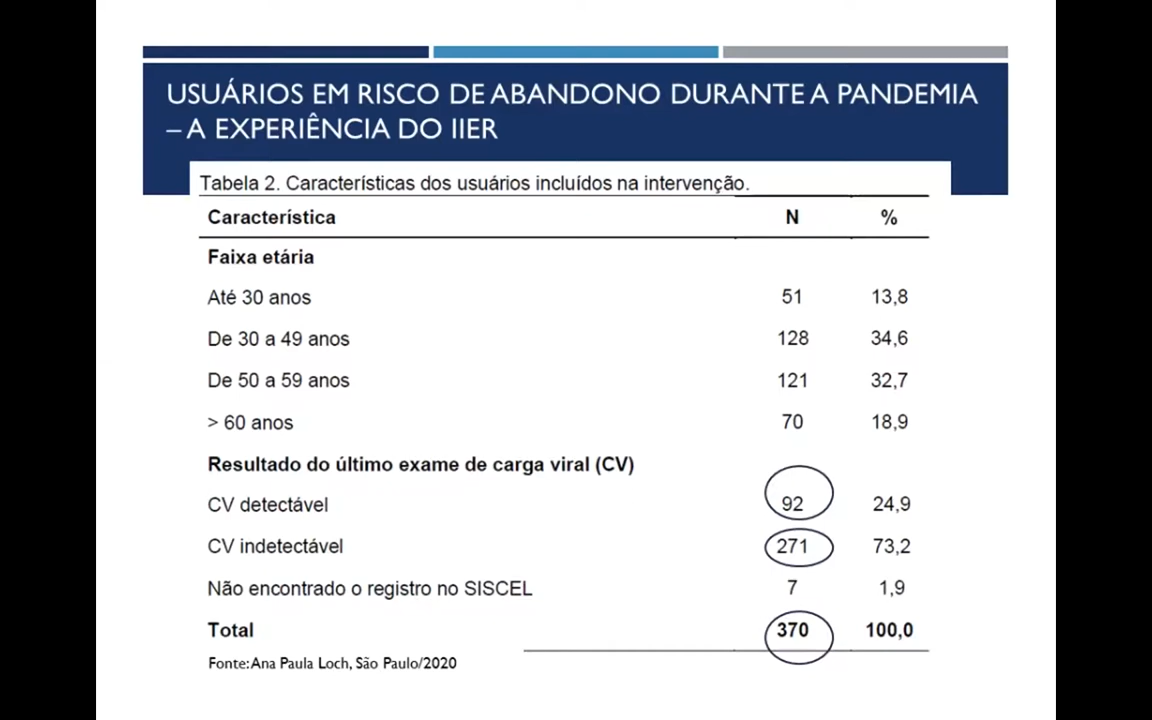 USUÁRIOS EM RISCO DE ABANDONO DURANTE A PANDEMIA
– A EXPERIÊNCIA DO IIER
Tabela 2. Características dos usuários incluídos na intervenção.
Característica N %
Faixa etária
Até 30 anos 51 13,8
De 30 a 49 anos 128 34,6
De 50 a 59 anos 121 32,7
> 60 anos 70 18,9
Resultado do último exame de carga viral (CV)
CV detectável 92 24,9
CV indetectável 271 73,2
Não encontrado o registro no SISCEL 7 1,9
Total 370 100,0
Fonte:Ana Paula Loch, São Paulo/2020